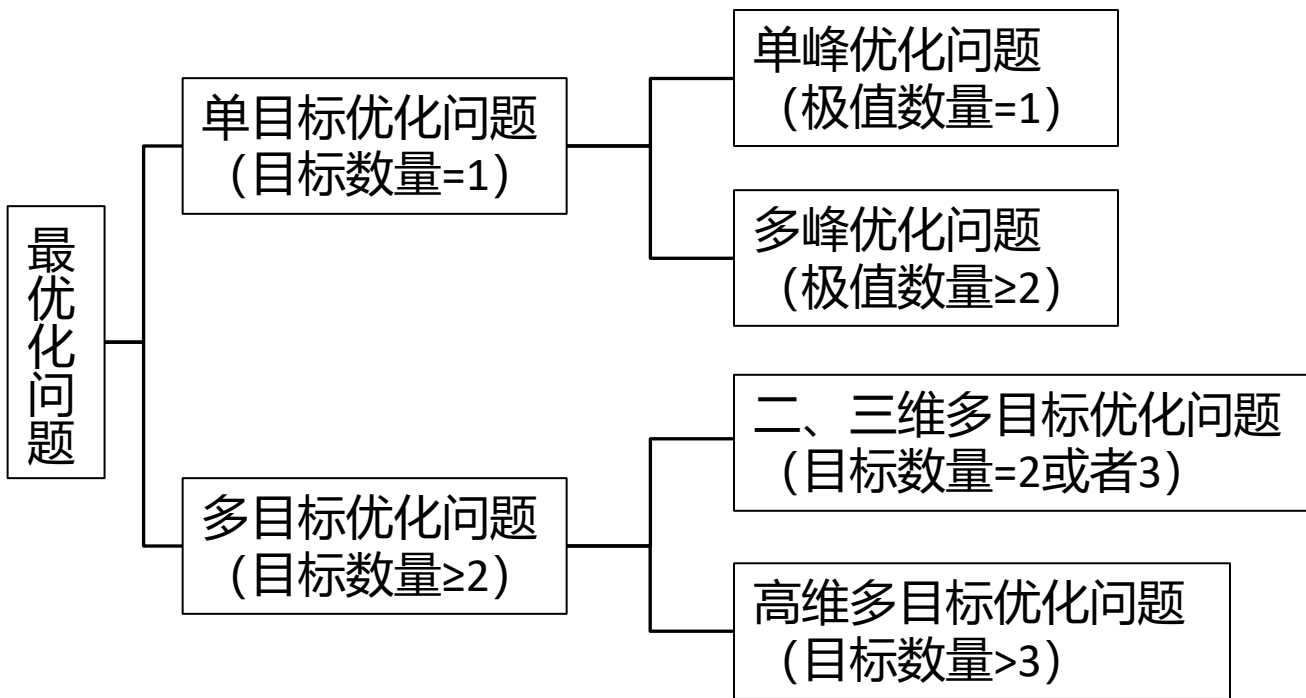 最优化问题
单目标优化问题
（目标数量=1）
多目标优化问题
（目标数量≥2）
单峰优化问题
（极值数量=1）
多峰优化问题
（极值数量≥2）
二、三维多目标优化问题
（目标数量=2或者3）
高维多目标优化问题
（目标数量>3）